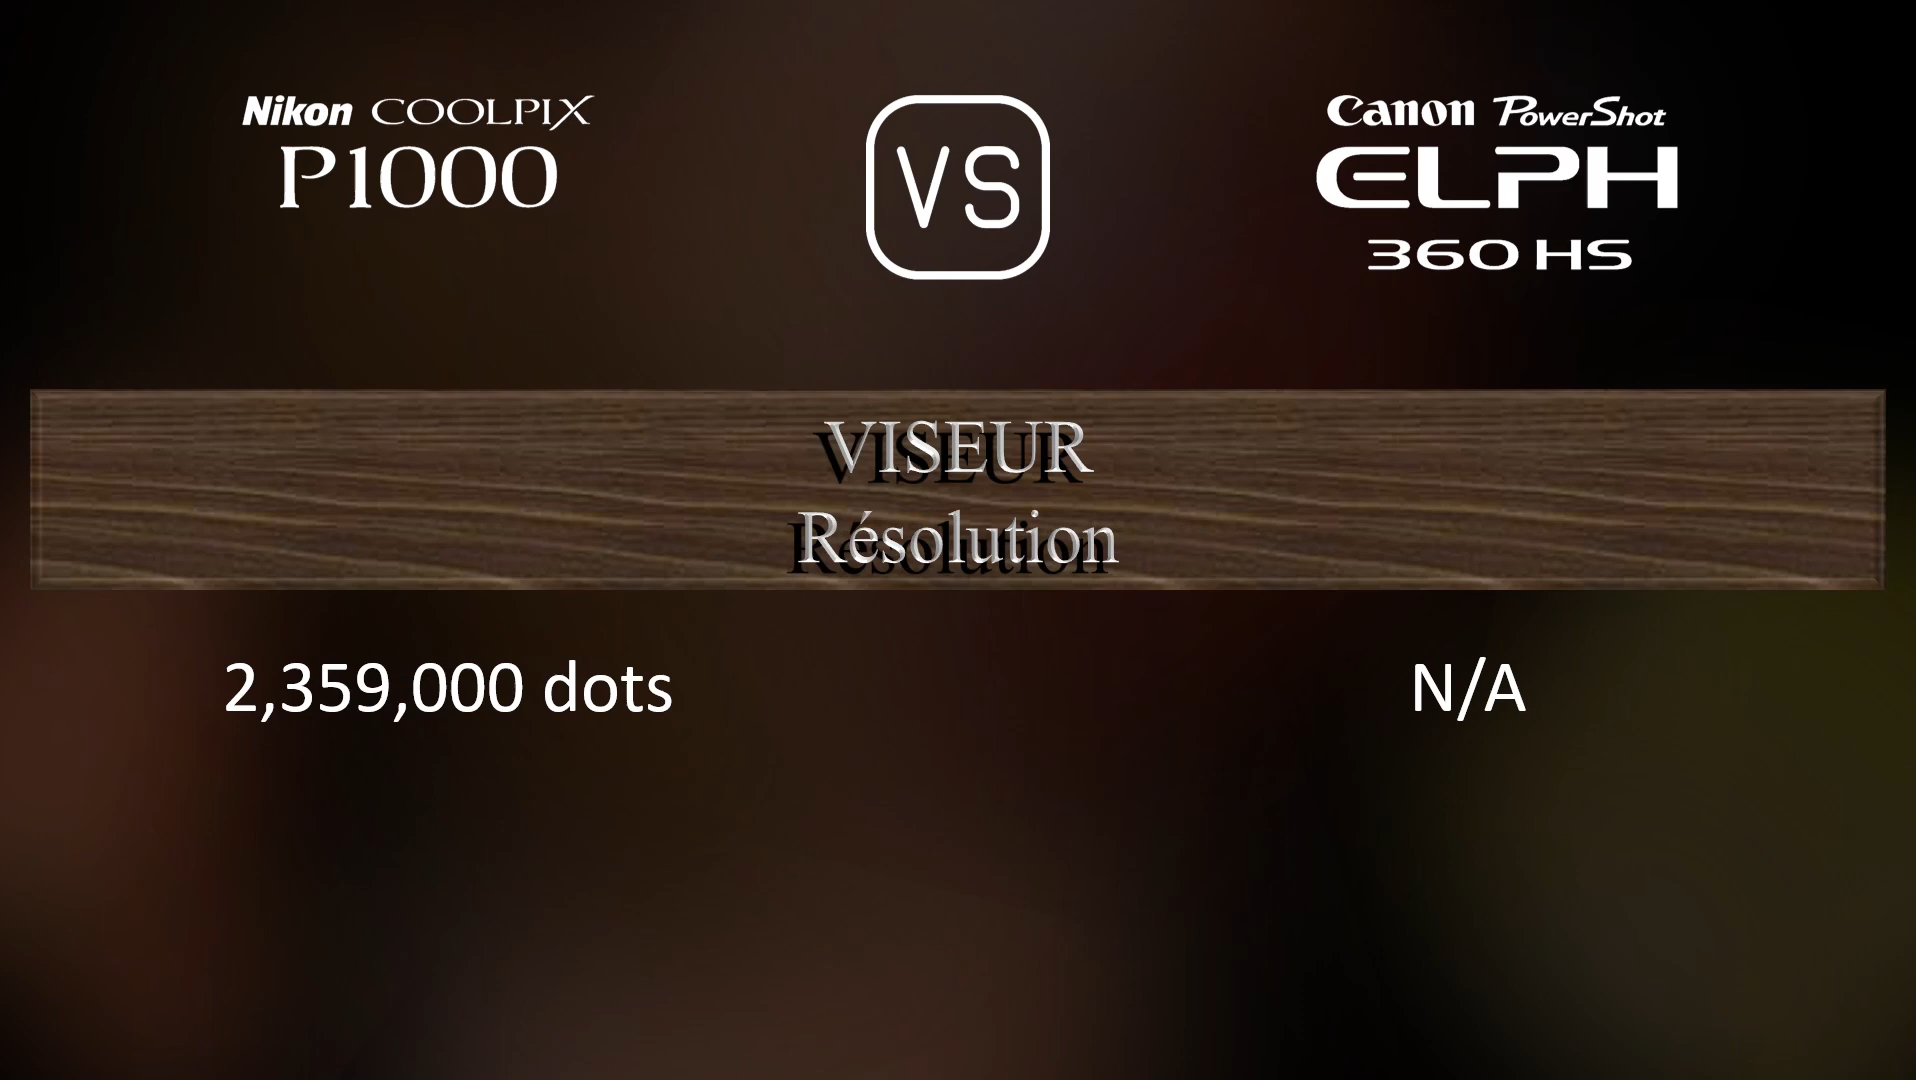 Nikon COOLPIX
P1000
VS
Canon PowerShot
ELPH
360 HS
VISEUR
Résolution
2,359,000 dots
N/A